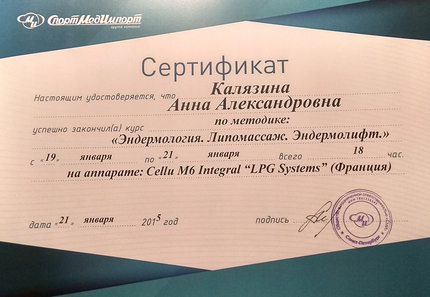 СпортМедИмпорт
Сертификат
Настоящим удостоверяется, что Калязина
Анна Александровна
по методике:
успешно закончил(а) курс
«Эндермология. Липомассаж. Эндермолифт.»
с „19„ января по „21„ января всего 18 час.
на аппарате: Cellu M6 Integral “LPG Systems” (Франция)
дата „21„ января 2015 год подпись
Санкт-Петербург